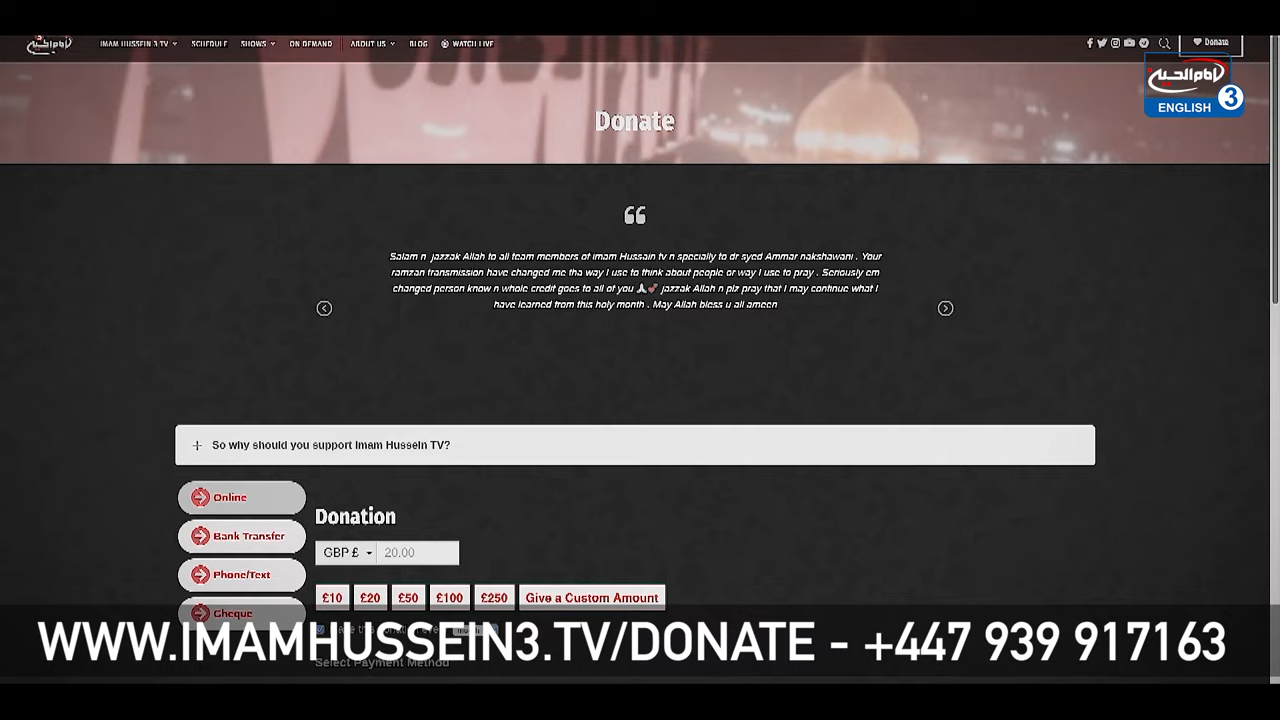 IMAM HUSSEIN 3 TV SCHEDULE SHOWS ON DEMAND ABOUT US BLOG WATCH LIVE
Donate
ENGLISH 3
Donate
Salam n jazzak Allah to all team members of imam Hussain tv n specially to dr syed Ammar nakshawani . Your
ramzan transmission have changed me tha way I use to think about people or way I use to pray . Seriously em
changed person know n whole credit goes to all of you 🙏💕 jazzak Allah n plz pray that I may continue what I
have learned from this holy month . May Allah bless u all ameen
So why should you support Imam Hussein TV?
Online
Bank Transfer
Phone/Text
Cheque
Donation
GBP £ 20.00
£10 £20 £50 £100 £250 Give a Custom Amount
WWW.IMAMHUSSEIN3.TV/DONATE - +447 939 917163
Select Payment Method